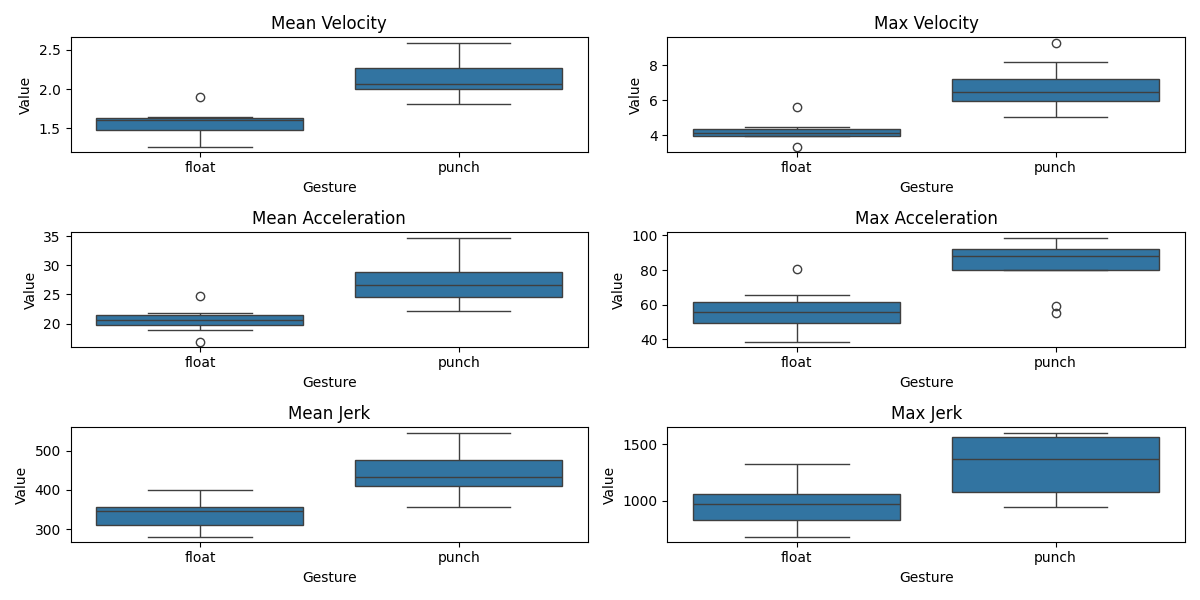 Mean Velocity
Max Velocity
Value
2.5
2.0
1.5
float
punch
Gesture
Value
8
6
4
float
punch
Gesture
Mean Acceleration
Max Acceleration
Value
35
30
25
20
float
punch
Gesture
Value
100
80
60
40
float
punch
Gesture
Mean Jerk
Max Jerk
Value
500
400
300
float
punch
Gesture
Value
1500
1000
float
punch
Gesture